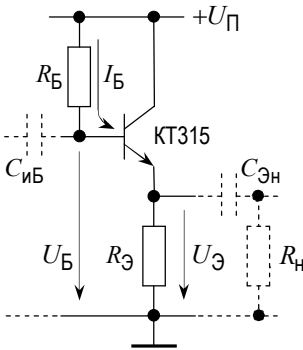 +U_П
R_Б
I_Б
КТ315
C_иБ
C_Эн
U_Б
R_Э
U_Э
R_н